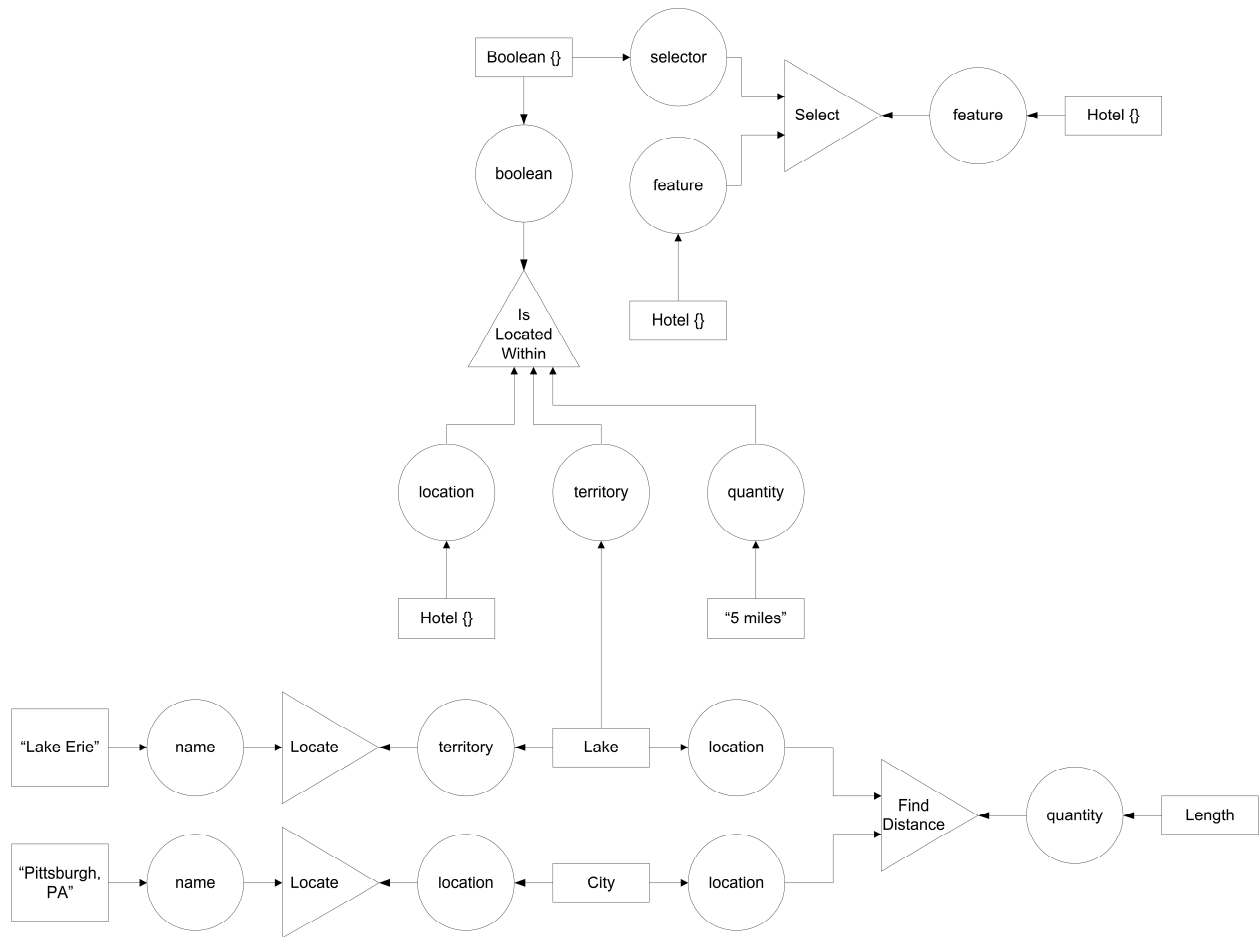 Boolean {}
selector
Select
feature
Hotel {}
boolean
feature
Is
Located
Within
Hotel {}
location
territory
quantity
Hotel {}
“5 miles”
“Lake Erie”
name
Locate
territory
Lake
location
Find
Distance
quantity
Length
“Pittsburgh,
PA”
name
Locate
location
City
location